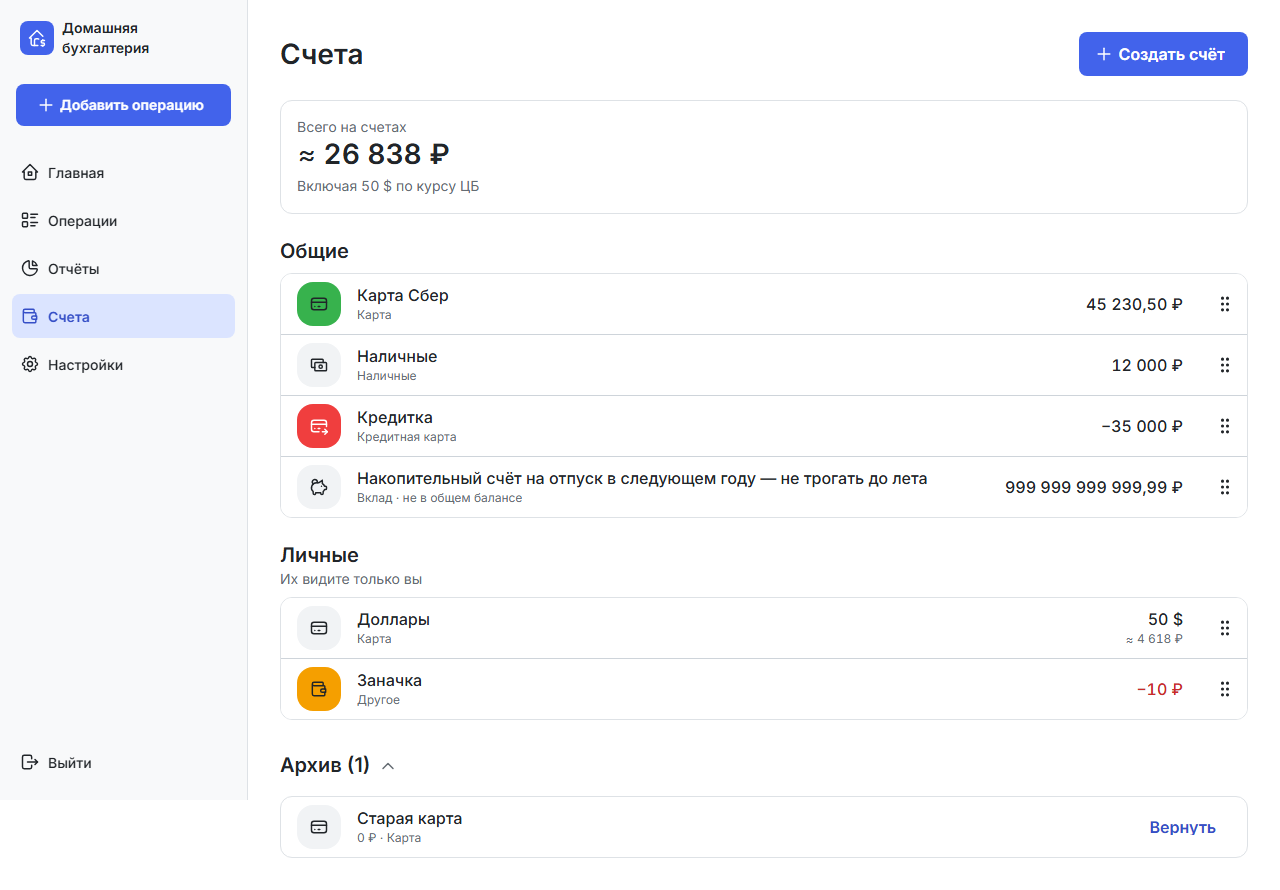 Домашняя
бухгалтерия
Добавить операцию
Главная
Операции
Отчёты
Счета
Настройки
Выйти
Счета
Создать счёт
Всего на счетах
≈ 26 838 ₽
Включая 50 $ по курсу ЦБ
Общие
Карта Сбер
Карта
45 230,50 ₽
Наличные
Наличные
12 000 ₽
Кредитка
Кредитная карта
−35 000 ₽
Накопительный счёт на отпуск в следующем году — не трогать до лета
Вклад · не в общем балансе
999 999 999 999,99 ₽
Личные
Их видите только вы
Доллары
Карта
50 $
≈ 4 618 ₽
Заначка
Другое
−10 ₽
Архив (1)
Старая карта
0 ₽ · Карта
Вернуть